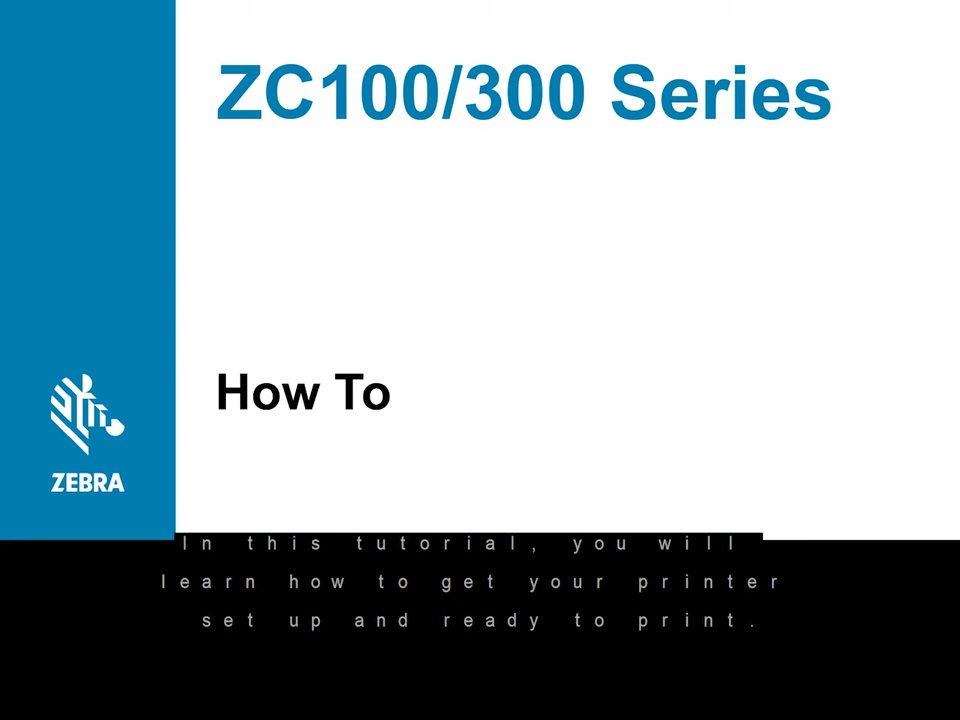 ZC100/300 Series
How To
ZEBRA
In this tutorial, you will
learn how to get your printer
set up and ready to print.